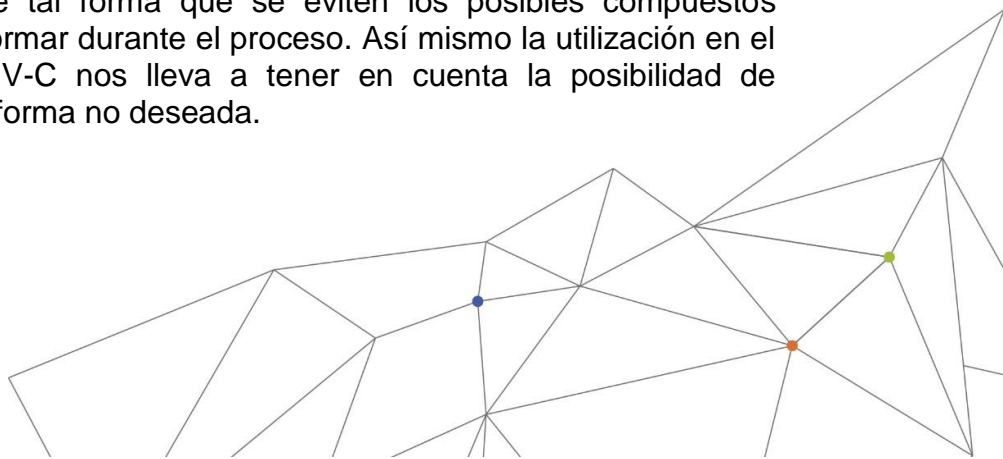 e tal forma que se eviten los posibles compuestos
ormar durante el proceso. Así mismo la utilización en el
V-C nos lleva a tener en cuenta la posibilidad de
forma no deseada.